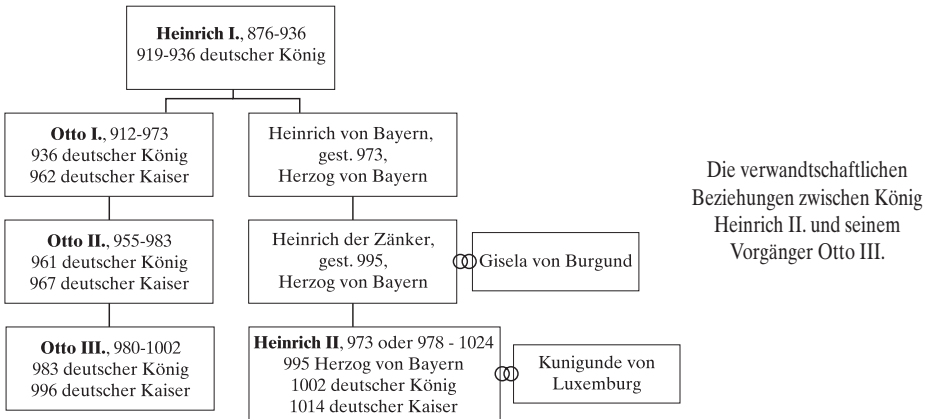 Heinrich I., 876-936
919-936 deutscher König
Otto I., 912-973
936 deutscher König
962 deutscher Kaiser
Heinrich von Bayern,
gest. 973,
Herzog von Bayern
Die verwandtschaftlichen
Beziehungen zwischen König
Heinrich II. und seinem
Vorgänger Otto III.
Otto II., 955-983
961 deutscher König
967 deutscher Kaiser
Heinrich der Zänker,
gest. 995,
Herzog von Bayern
Gisela von Burgund
Otto III., 980-1002
983 deutscher König
996 deutscher Kaiser
Heinrich II, 973 oder 978 - 1024
995 Herzog von Bayern
1002 deutscher König
1014 deutscher Kaiser
Kunigunde von
Luxemburg